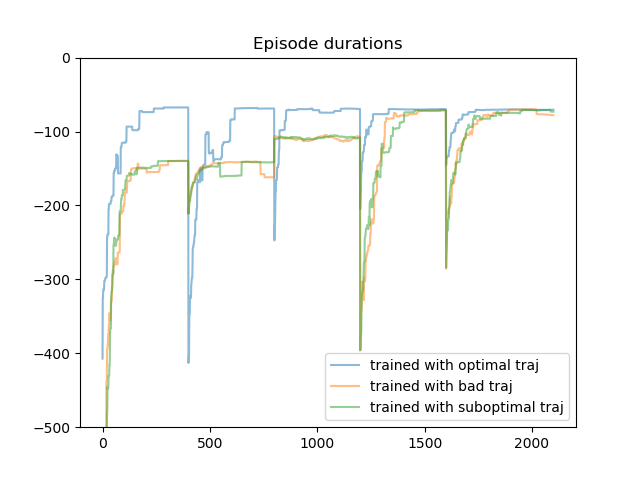 Episode durations
0
−100
−200
−300
−400
−500
0
500
1000
1500
2000
trained with optimal traj
trained with bad traj
trained with suboptimal traj